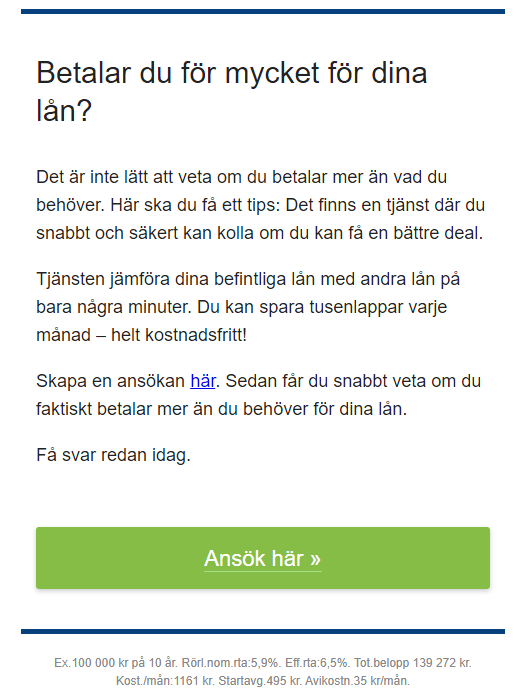 Betalar du för mycket för dina
lån?
Det är inte lätt att veta om du betalar mer än vad du
behöver. Här ska du få ett tips: Det finns en tjänst där du
snabbt och säkert kan kolla om du kan få en bättre deal.
Tjänsten jämföra dina befintliga lån med andra lån på
bara några minuter. Du kan spara tusenlappar varje
månad – helt kostnadsfritt!
Skapa en ansökan här. Sedan får du snabbt veta om du
faktiskt betalar mer än du behöver för dina lån.
Få svar redan idag.
Ansök här »
Ex.100 000 kr på 10 år. Rörl.nom.rta:5,9%. Eff.rta:6,5%. Tot.belopp 139 272 kr.
Kost./mån:1161 kr. Startavg.495 kr. Avikostn.35 kr/mån.